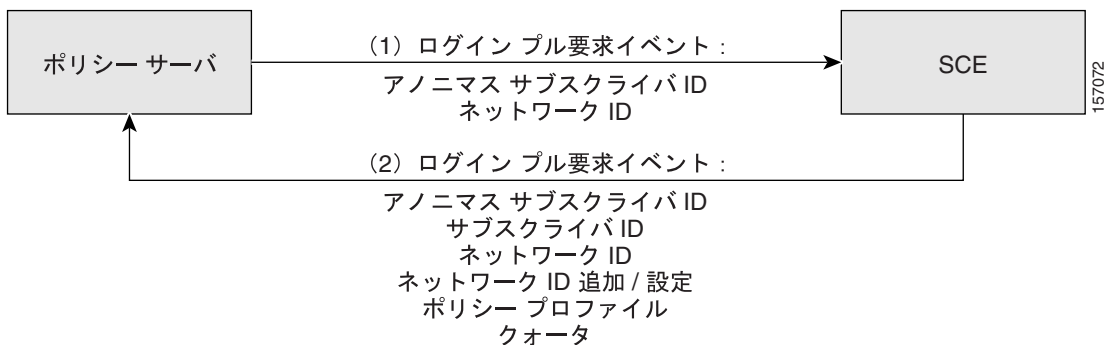 ポリシー サーバ
(1) ログイン プル要求イベント :
アノニマス サブスクライバ ID
ネットワーク ID
SCE
157072
(2) ログイン プル要求イベント :
アノニマス サブスクライバ ID
サブスクライバ ID
ネットワーク ID
ネットワーク ID 追加 / 設定
ポリシー プロファイル
クォータ